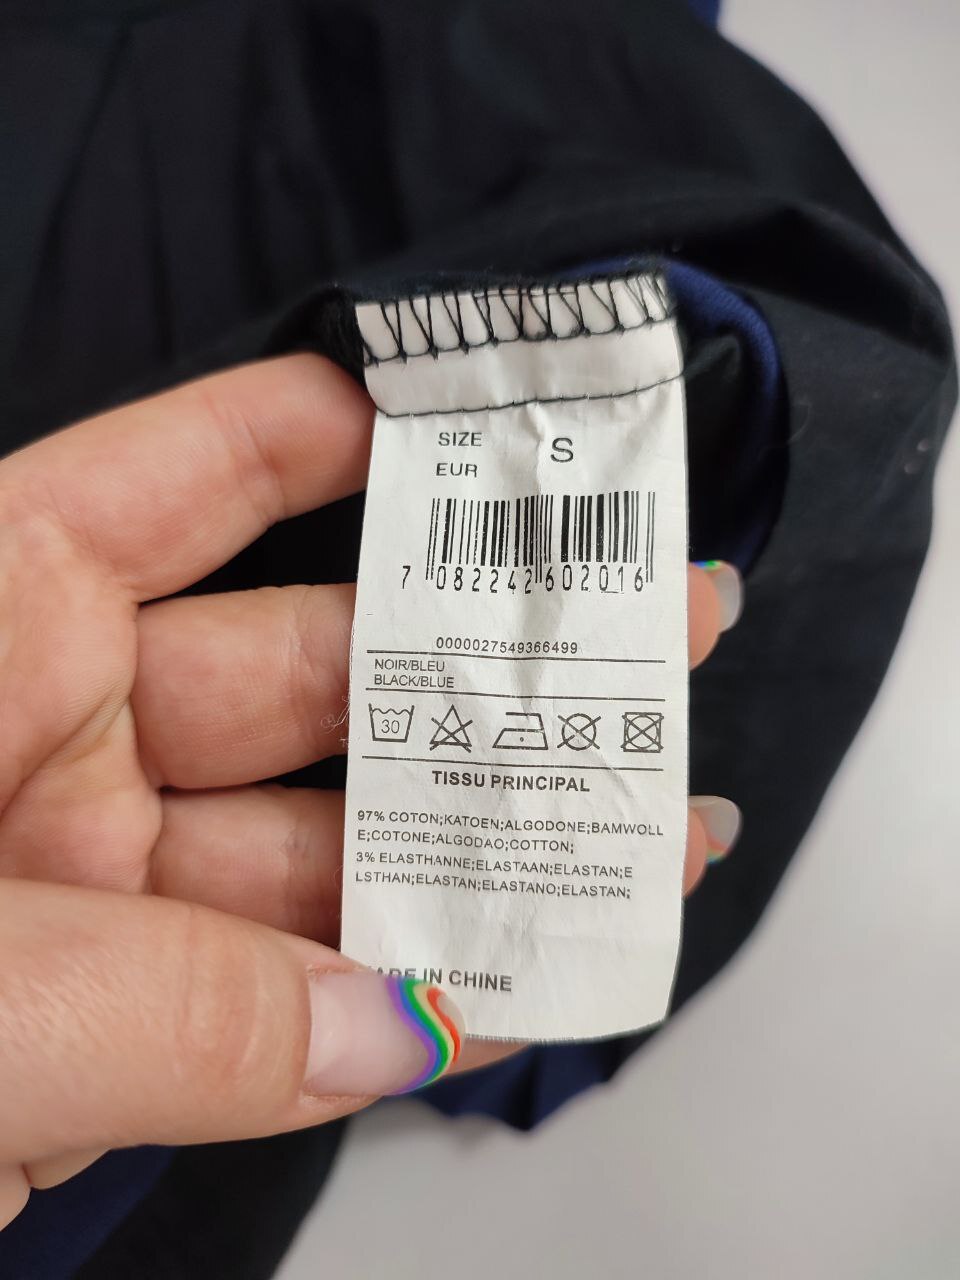 SIZE S
EUR
7 082242 602016
0000027549366499
NOIR/BLEU
BLACK/BLUE
30
TISSU PRINCIPAL
97% COTON;KATOEN;ALGODONE;BAMWOLL
E;COTONE;ALGODAO;COTTON;
3% ELASTHANNE;ELASTAAN;ELASTAN;E
LSTHAN;ELASTAN;ELASTANO;ELASTAN;
IN CHINE